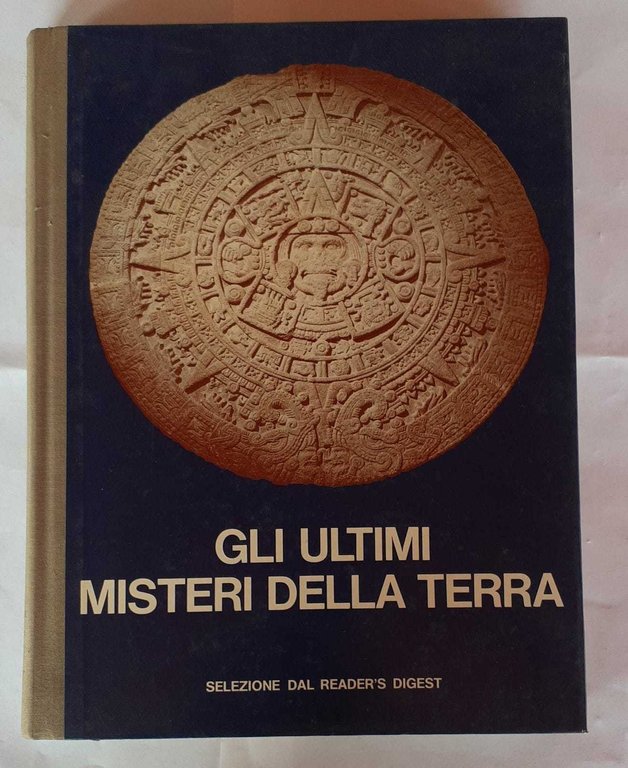 GLI ULTIMI
MISTERI DELLA TERRA
SELEZIONE DAL READER'S DIGEST